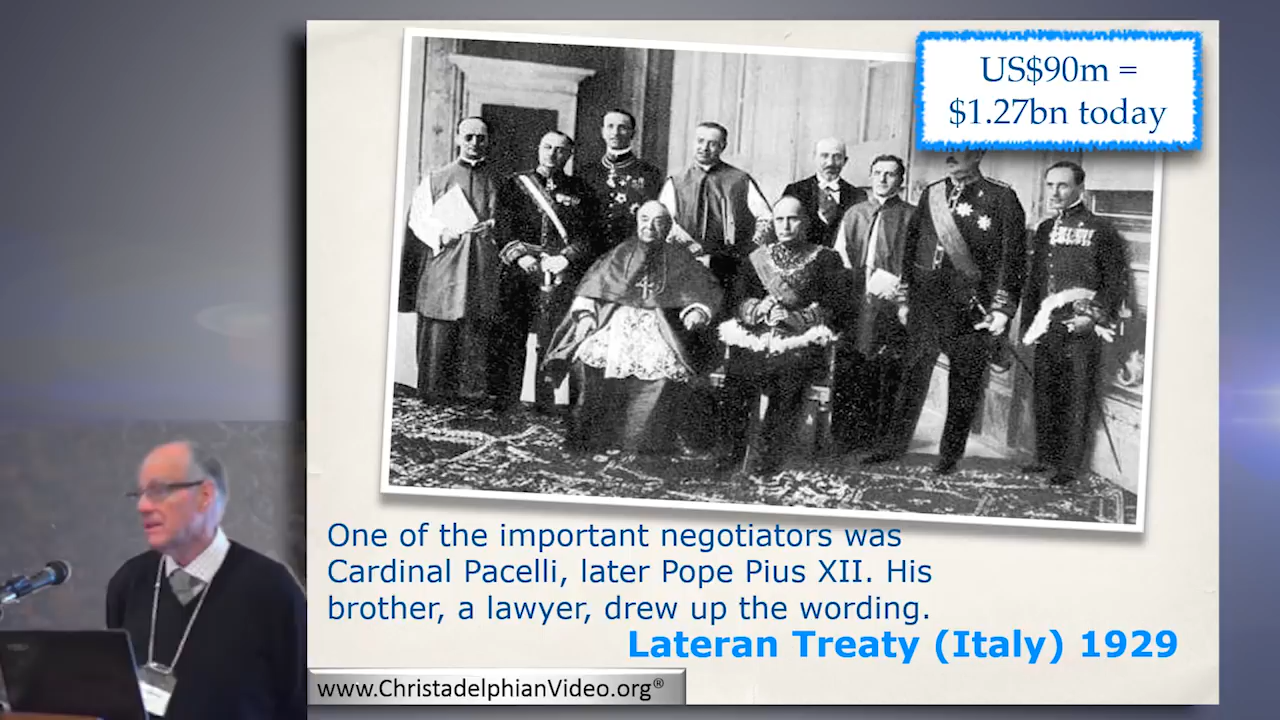 US$90m =
$1.27bn today
One of the important negotiators was
Cardinal Pacelli, later Pope Pius XII. His
brother, a lawyer, drew up the wording.
Lateran Treaty (Italy) 1929
www.ChristadelphianVideo.org®